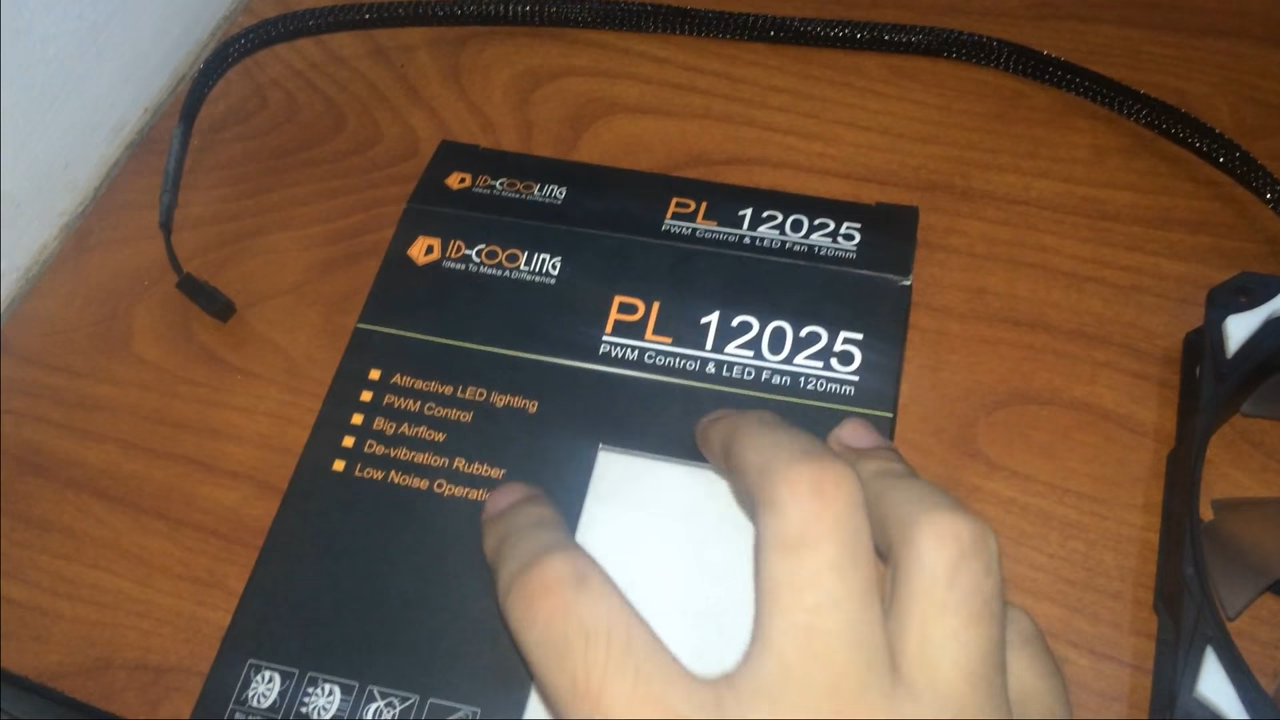 ID-COOLING
Ideas To Make A Difference
PL 12025
PWM Control & LED Fan 120mm
ID-COOLING
Ideas To Make A Difference
PL 12025
PWM Control & LED Fan 120mm
Attractive LED lighting
PWM Control
Big Airflow
De-vibration Rubber
Low Noise